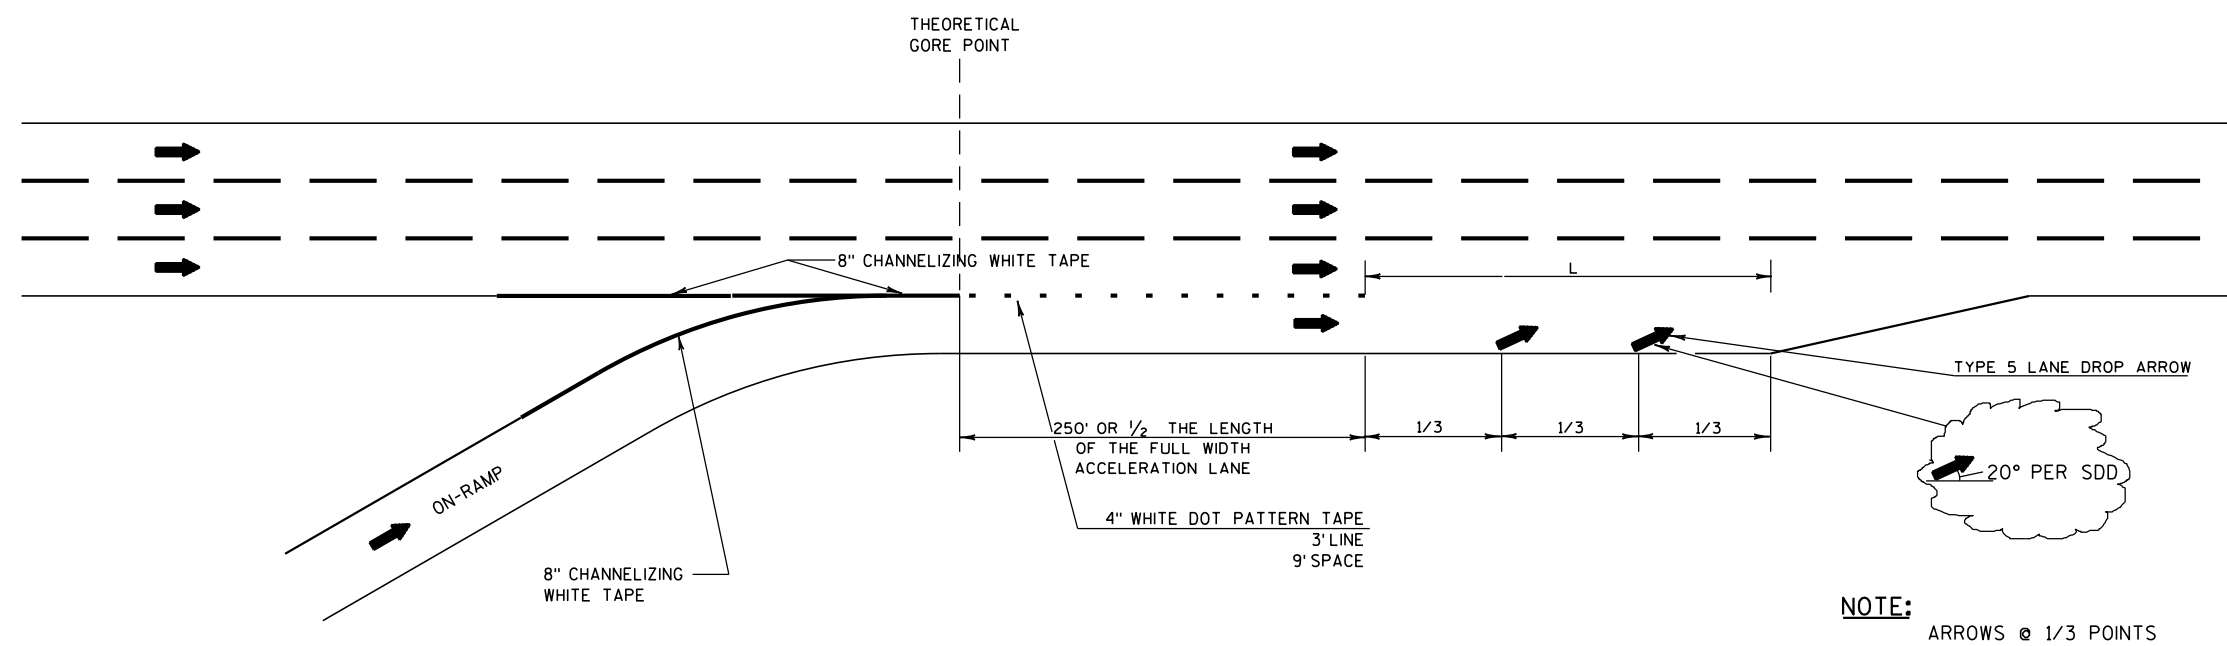 THEORETICAL
GORE POINT
8" CHANNELIZING WHITE TAPE
L
TYPE 5 LANE DROP ARROW
250' OR 1/2 THE LENGTH
OF THE FULL WIDTH
ACCELERATION LANE
1/3
1/3
1/3
20° PER SDD
ON-RAMP
4" WHITE DOT PATTERN TAPE
3' LINE
9' SPACE
8" CHANNELIZING
WHITE TAPE
NOTE:
ARROWS @ 1/3 POINTS